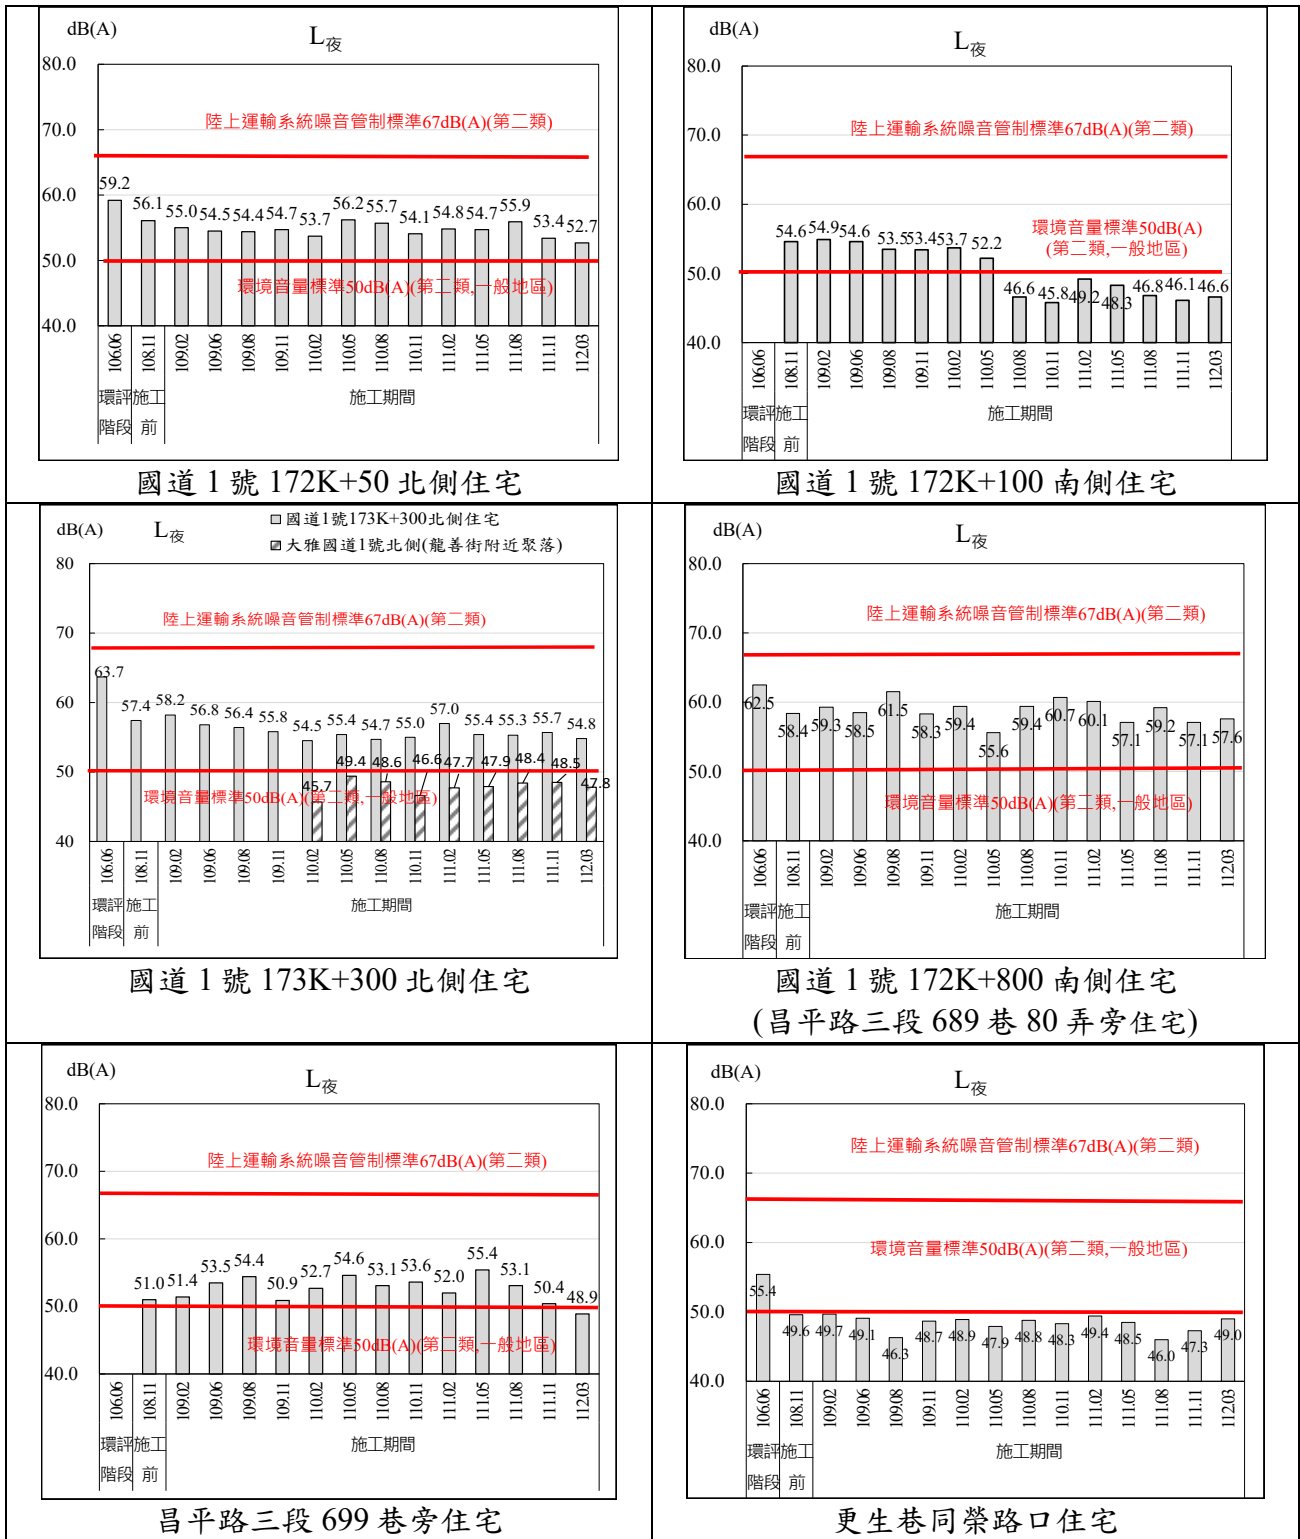 dB(A)
L夜
80.0
70.0
60.0
50.0
40.0
陸上運輸系統噪音管制標準67dB(A)(第二類)
環境音量標準50dB(A)(第二類,一般地區)
59.2 56.1 55.0 54.5 54.4 54.7 53.7 56.2 55.7 54.1 54.8 54.7 55.9 53.4 52.7
106.06 108.11 109.02 109.06 109.08 109.11 110.02 110.05 110.08 110.11 111.02 111.05 111.08 111.11 112.03
環評 施工 施工期間
階段 前
國道 1 號 172K+50 北側住宅
dB(A)
L夜
80.0
70.0
60.0
50.0
40.0
陸上運輸系統噪音管制標準67dB(A)(第二類)
環境音量標準50dB(A)
(第二類,一般地區)
54.6 54.9 54.6 53.5 53.4 53.7 52.2 46.6 45.8 49.2 48.3 46.8 46.1 46.6
106.06 108.11 109.02 109.06 109.08 109.11 110.02 110.05 110.08 110.11 111.02 111.05 111.08 111.11 112.03
環評 施工 施工期間
階段 前
國道 1 號 172K+100 南側住宅
dB(A)
L夜
國道1號173K+300北側住宅
大雅國道1號北側(龍善街附近聚落)
80
70
60
50
40
陸上運輸系統噪音管制標準67dB(A)(第二類)
環境音量標準50dB(A)(第二類,一般地區)
63.7 57.4 58.2 56.8 56.4 55.8 54.5 55.4 54.7 55.0 57.0 55.4 55.3 55.7 54.8
45.7 49.4 48.6 46.6 47.7 47.9 48.4 48.5 47.8
106.06 108.11 109.02 109.06 109.08 109.11 110.02 110.05 110.08 110.11 111.02 111.05 111.08 111.11 112.03
環評 施工 施工期間
階段 前
國道 1 號 173K+300 北側住宅
dB(A)
L夜
80.0
70.0
60.0
50.0
40.0
陸上運輸系統噪音管制標準67dB(A)(第二類)
環境音量標準50dB(A)(第二類,一般地區)
62.5 58.4 59.3 58.5 61.5 58.3 59.4 55.6 59.4 60.7 60.1 57.1 59.2 57.1 57.6
106.06 108.11 109.02 109.06 109.08 109.11 110.02 110.05 110.08 110.11 111.02 111.05 111.08 111.11 112.03
環評 施工 施工期間
階段 前
國道 1 號 172K+800 南側住宅
(昌平路三段 689 巷 80 弄旁住宅)
dB(A)
L夜
80.0
70.0
60.0
50.0
40.0
陸上運輸系統噪音管制標準67dB(A)(第二類)
環境音量標準50dB(A)(第二類,一般地區)
51.0 51.4 53.5 54.4 50.9 52.7 54.6 53.1 53.6 52.0 55.4 53.1 50.4 48.9
106.06 108.11 109.02 109.06 109.08 109.11 110.02 110.05 110.08 110.11 111.02 111.05 111.08 111.11 112.03
環評 施工 施工期間
階段 前
昌平路三段 699 巷旁住宅
dB(A)
L夜
80.0
70.0
60.0
50.0
40.0
陸上運輸系統噪音管制標準67dB(A)(第二類)
環境音量標準50dB(A)(第二類,一般地區)
55.4 49.6 49.7 49.1 46.3 48.7 48.9 47.9 48.8 48.3 49.4 48.5 46.0 47.3 49.0
106.06 108.11 109.02 109.06 109.08 109.11 110.02 110.05 110.08 110.11 111.02 111.05 111.08 111.11 112.03
環評 施工 施工期間
階段 前
更生巷同榮路口住宅